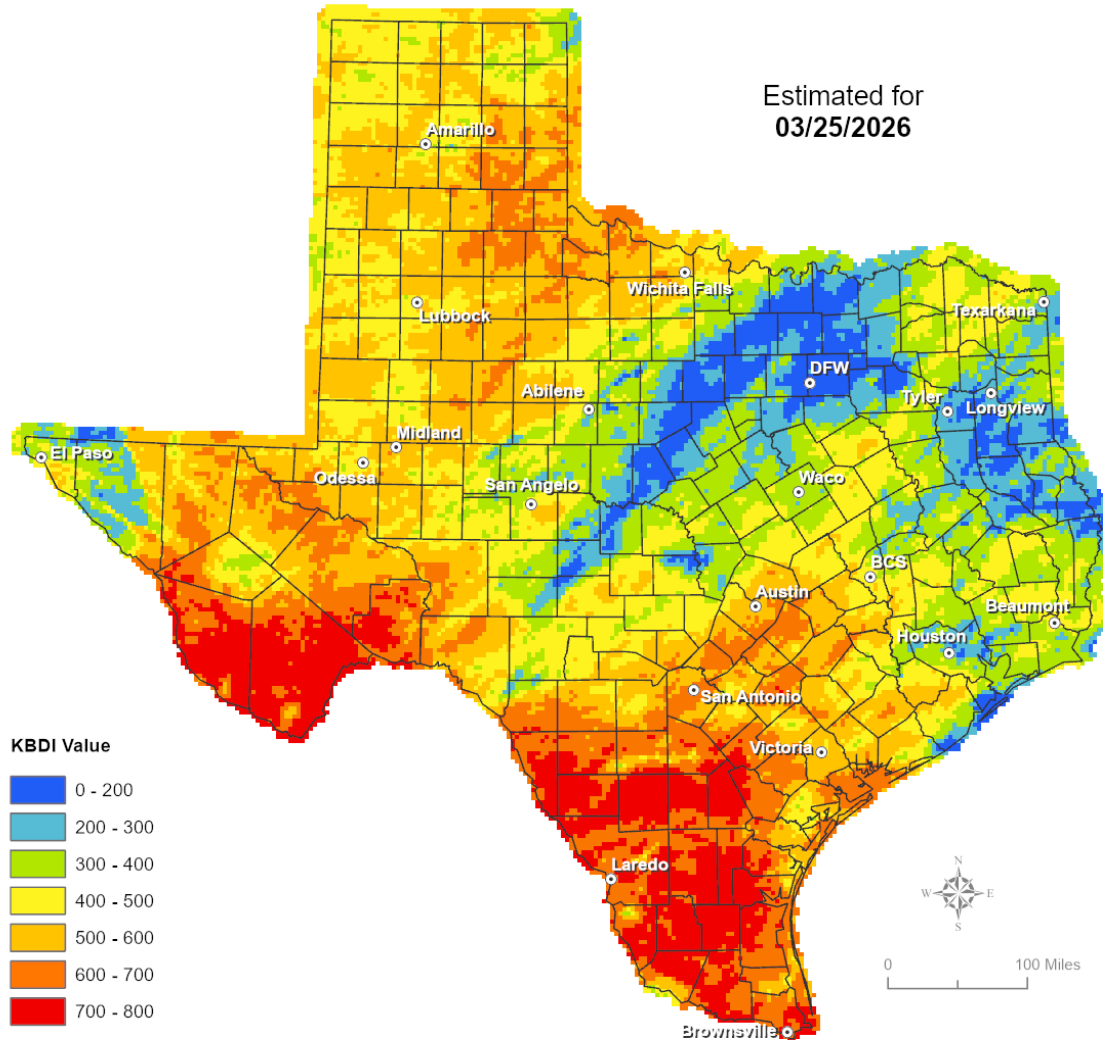 Estimated for
03/25/2026
Amarillo
Wichita Falls
Lubbock
Texarkana
DFW
Abilene
Tyler
Longview
Midland
El Paso
Odessa
San Angelo
Waco
BCS
Austin
Beaumont
Houston
San Antonio
Victoria
KBDI Value
0 - 200
200 - 300
300 - 400
400 - 500
500 - 600
600 - 700
700 - 800
Laredo
N
W
E
S
0
100 Miles
Brownsville